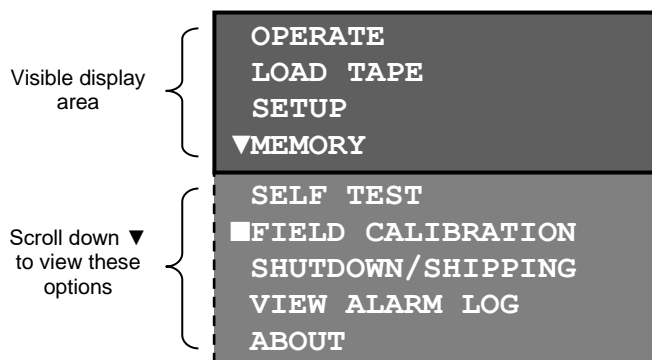 Visible display
area
OPERATE
LOAD TAPE
SETUP
▼MEMORY
Scroll down ▼
to view these
options
SELF TEST
■FIELD CALIBRATION
SHUTDOWN/SHIPPING
VIEW ALARM LOG
ABOUT